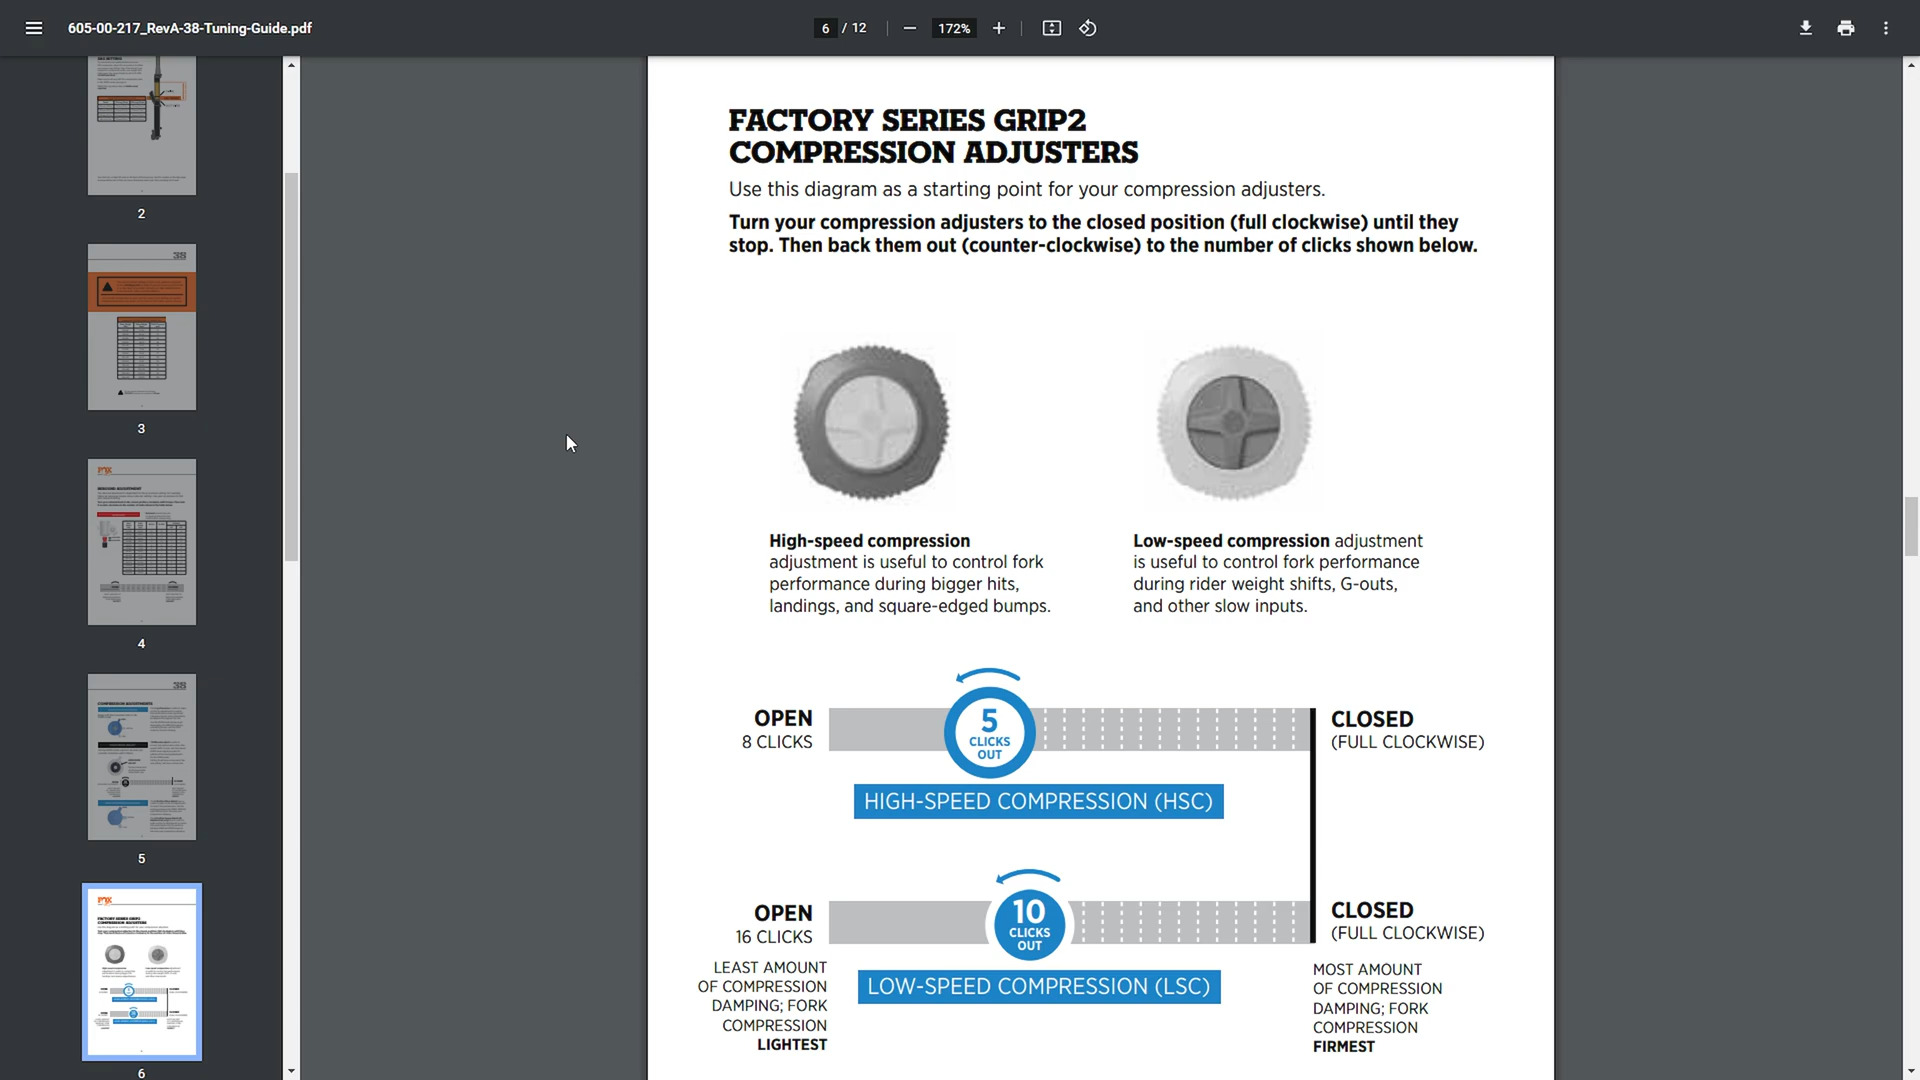 605-00-217_RevA-38-Tuning-Guide.pdf
6 / 12
172%
2
3
4
5
6
FACTORY SERIES GRIP2
COMPRESSION ADJUSTERS
Use this diagram as a starting point for your compression adjusters.
Turn your compression adjusters to the closed position (full clockwise) until they
stop. Then back them out (counter-clockwise) to the number of clicks shown below.
High-speed compression
adjustment is useful to control fork
performance during bigger hits,
landings, and square-edged bumps.
Low-speed compression adjustment
is useful to control fork performance
during rider weight shifts, G-outs,
and other slow inputs.
OPEN
8 CLICKS
5
CLICKS
OUT
CLOSED
(FULL CLOCKWISE)
HIGH-SPEED COMPRESSION (HSC)
OPEN
16 CLICKS
10
CLICKS
OUT
CLOSED
(FULL CLOCKWISE)
LEAST AMOUNT
OF COMPRESSION
DAMPING; FORK
COMPRESSION
LIGHTEST
LOW-SPEED COMPRESSION (LSC)
MOST AMOUNT
OF COMPRESSION
DAMPING; FORK
COMPRESSION
FIRMEST